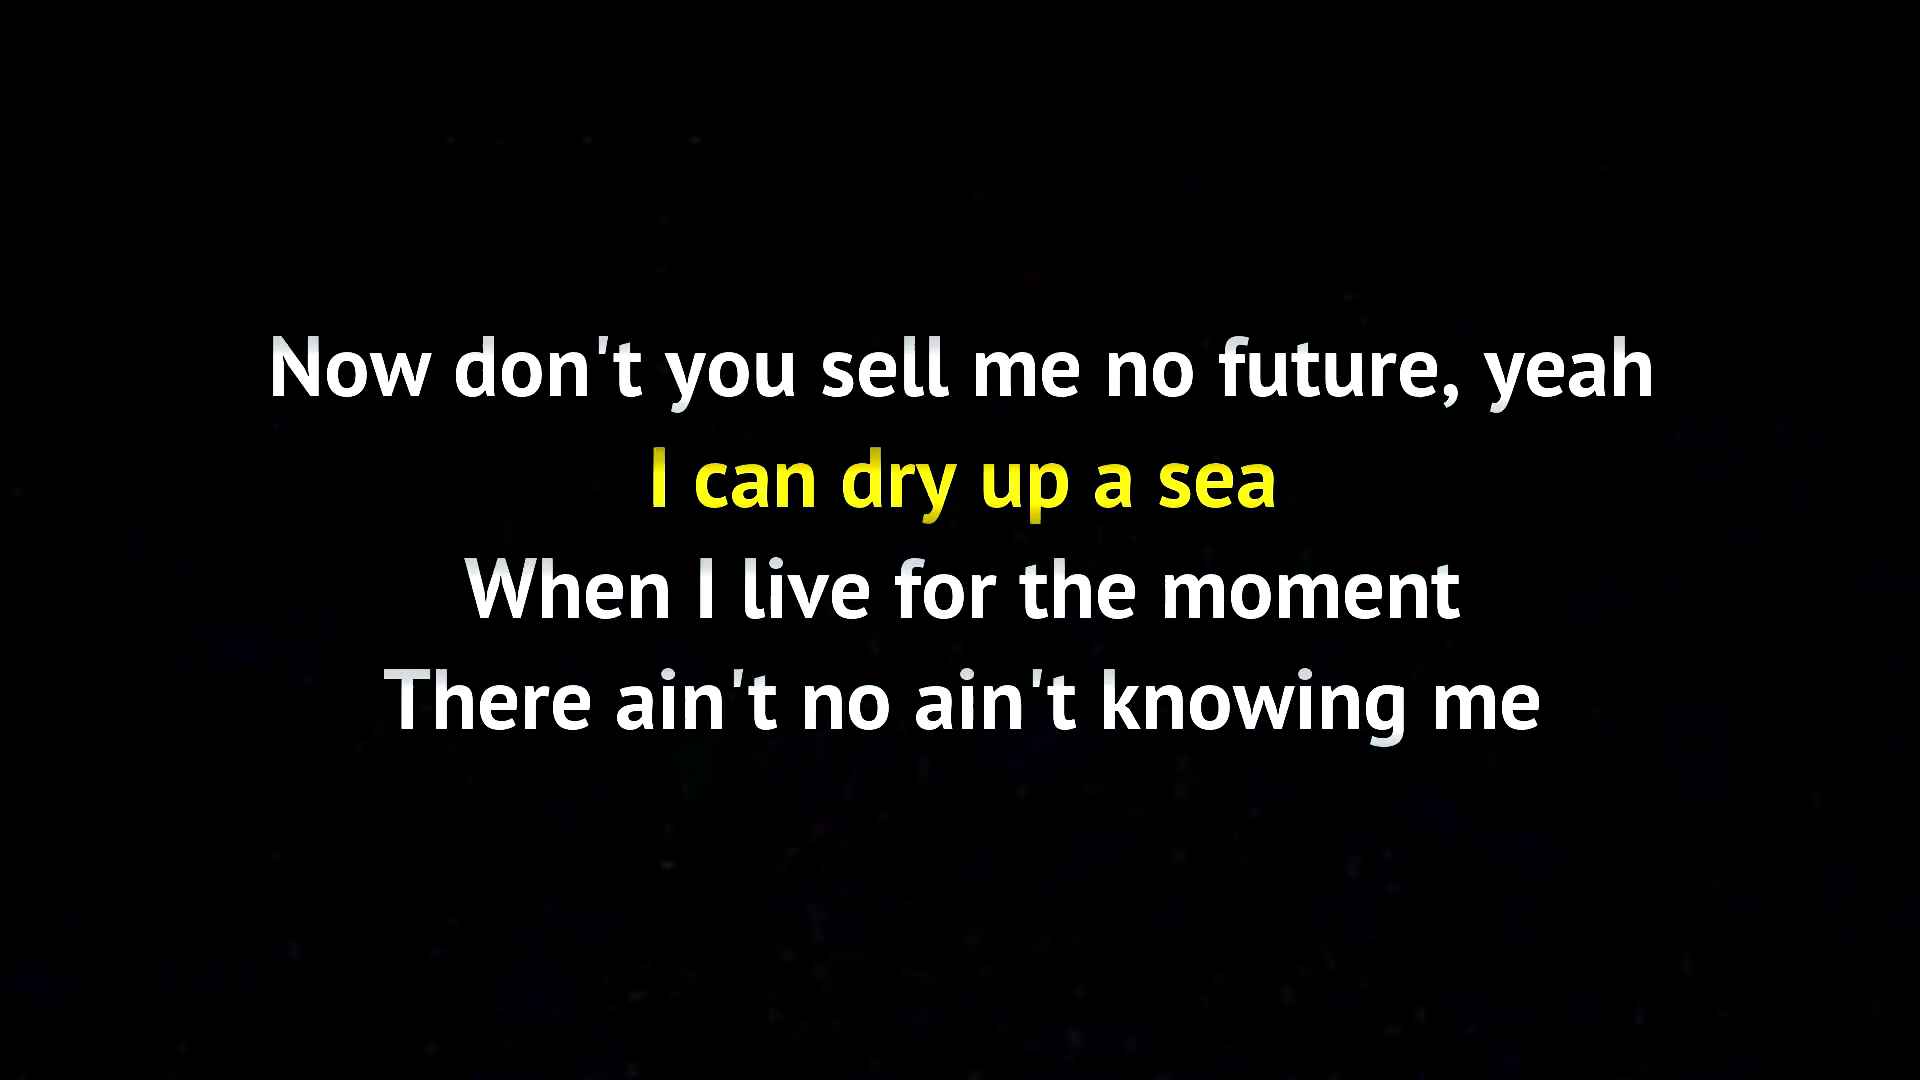 Now don't you sell me no future, yeah
I can dry up a sea
When I live for the moment
There ain't no ain't knowing me